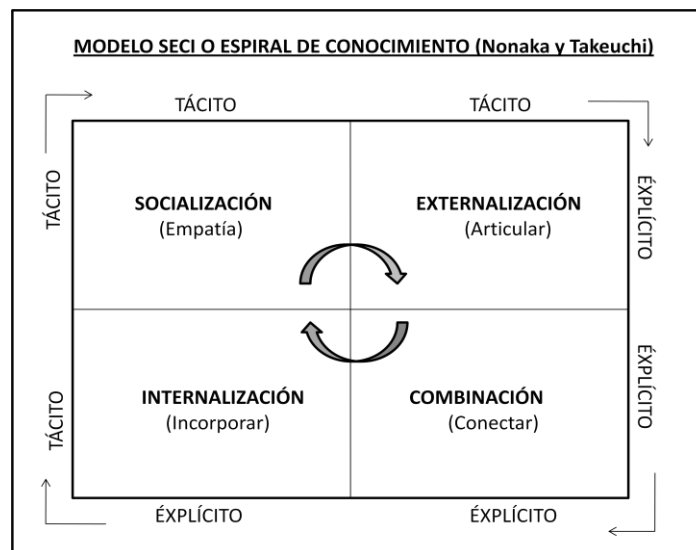 MODELO SECI O ESPIRAL DE CONOCIMIENTO (Nonaka y Takeuchi)
TÁCITO
TÁCITO
TÁCITO
ÉXPLÍCITO
SOCIALIZACIÓN
(Empatía)
EXTERNALIZACIÓN
(Articular)
INTERNALIZACIÓN
(Incorporar)
COMBINACIÓN
(Conectar)
TÁCITO
ÉXPLÍCITO
ÉXPLÍCITO
ÉXPLÍCITO